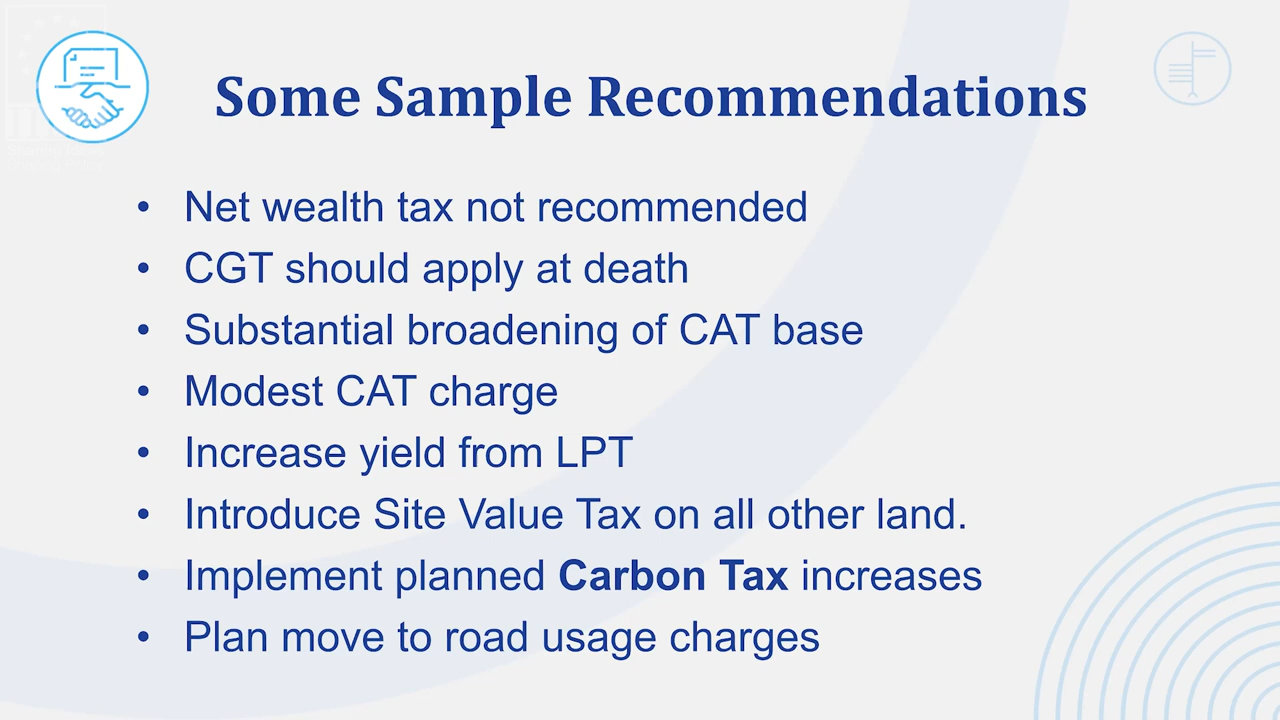 Some Sample Recommendations
• Net wealth tax not recommended
• CGT should apply at death
• Substantial broadening of CAT base
• Modest CAT charge
• Increase yield from LPT
• Introduce Site Value Tax on all other land.
• Implement planned Carbon Tax increases
• Plan move to road usage charges